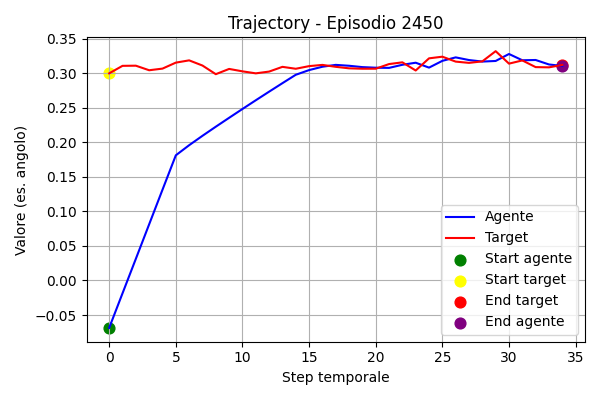 Trajectory - Episodio 2450
Valore (es. angolo)
0.35
0.30
0.25
0.20
0.15
0.10
0.05
0.00
−0.05
0 5 10 15 20 25 30 35
Step temporale
Agente
Target
Start agente
Start target
End target
End agente